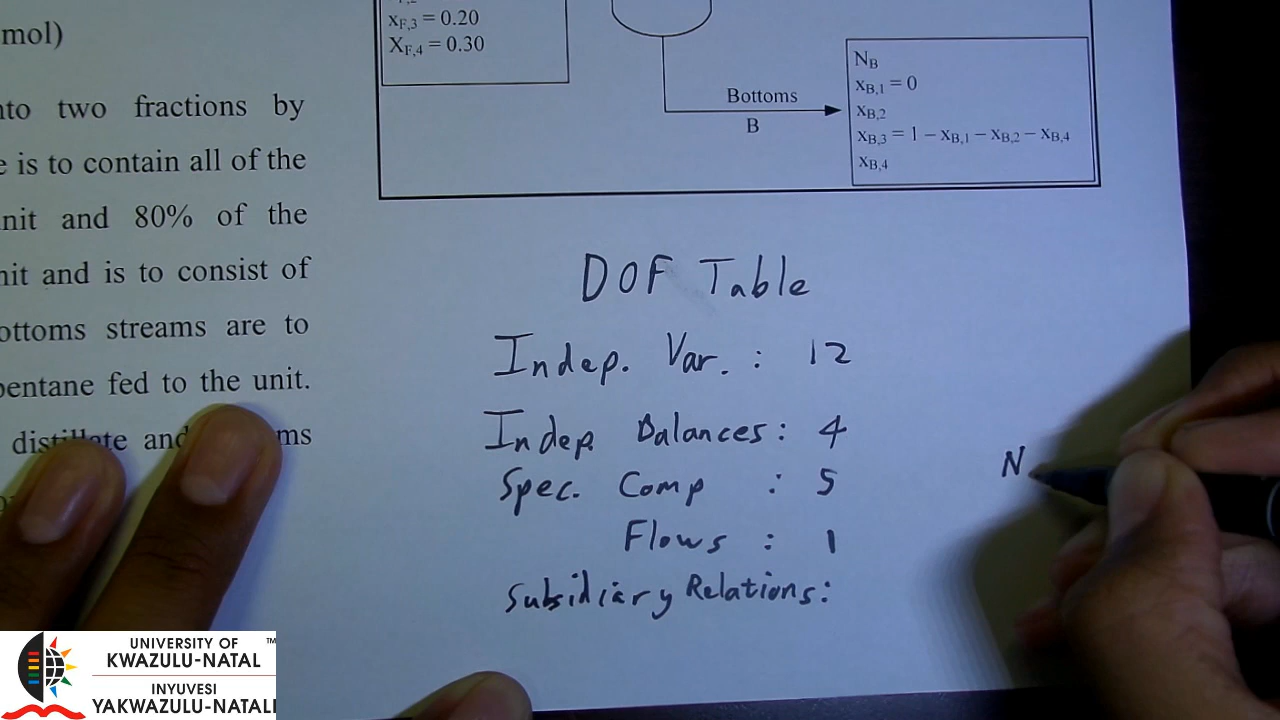 mol)
nto two fractions by
e is to contain all of the
nit and 80% of the
nit and is to consist of
ottoms streams are to
pentane fed to the unit.
distillate and ms
xF,3 = 0.20
XF,4 = 0.30
Bottoms
B
NB
xB,1 = 0
xB,2
xB,3 = 1 – xB,1 – xB,2 – xB,4
xB,4
DOF Table
Indep. Var. : 12
Indep. Balances : 4
Spec. Comp : 5
Flows : 1
Subsidiary Relations:
N
UNIVERSITY OF ™
KWAZULU-NATAL
INYUVESI
YAKWAZULU-NATALI